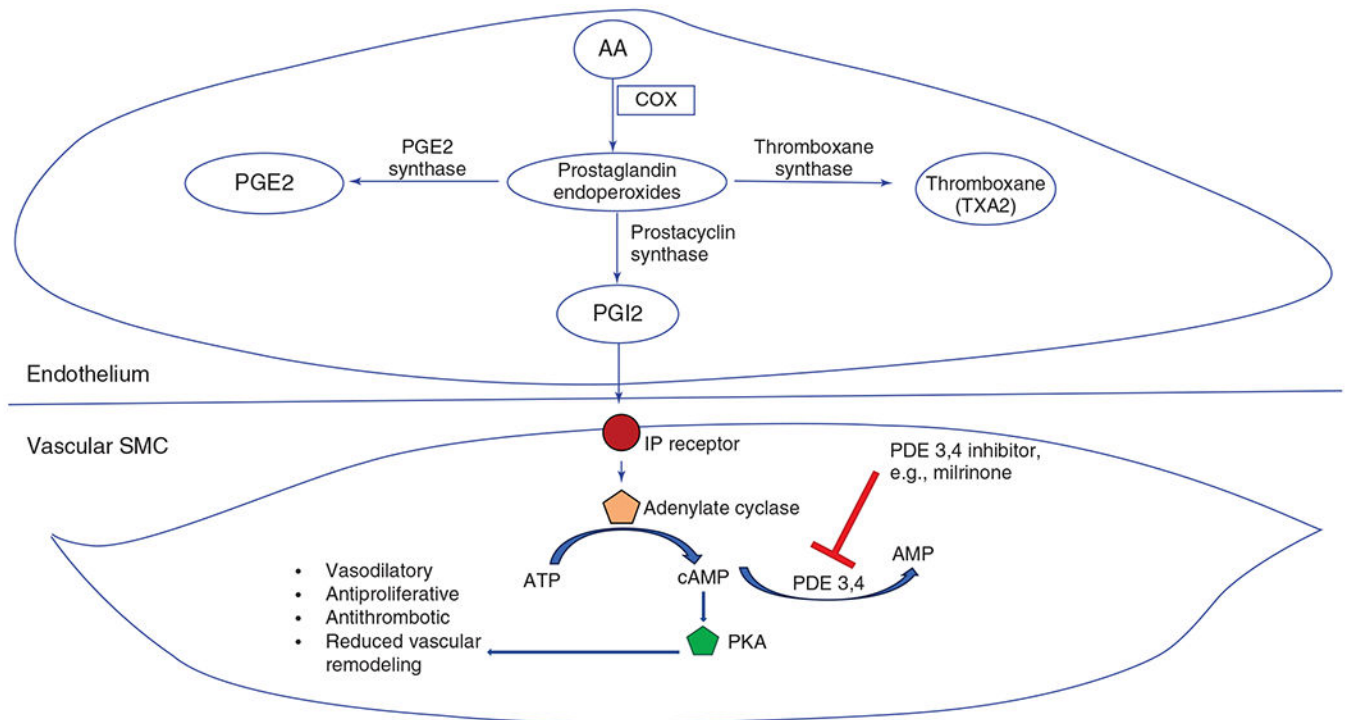 AA
COX
PGE2
synthase
Thromboxane
synthase
PGE2
Prostaglandin
endoperoxides
Thromboxane
(TXA2)
Prostacyclin
synthase
PGI2
Endothelium
Vascular SMC
IP receptor
PDE 3,4 inhibitor,
e.g., milrinone
Adenylate cyclase
ATP
cAMP
PDE 3,4
AMP
• Vasodilatory
• Antiproliferative
• Antithrombotic
• Reduced vascular
remodeling
PKA